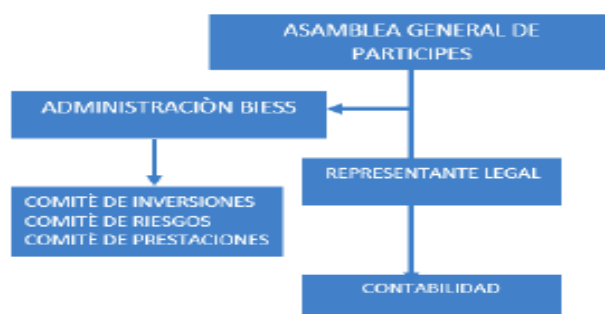 ASAMBLEA GENERAL DE
PARTICIPES
ADMINISTRACIÒN BIESS
REPRESENTANTE LEGAL
COMITÈ DE INVERSIONES
COMITÈ DE RIESGOS
COMITÈ DE PRESTACIONES
CONTABILIDAD